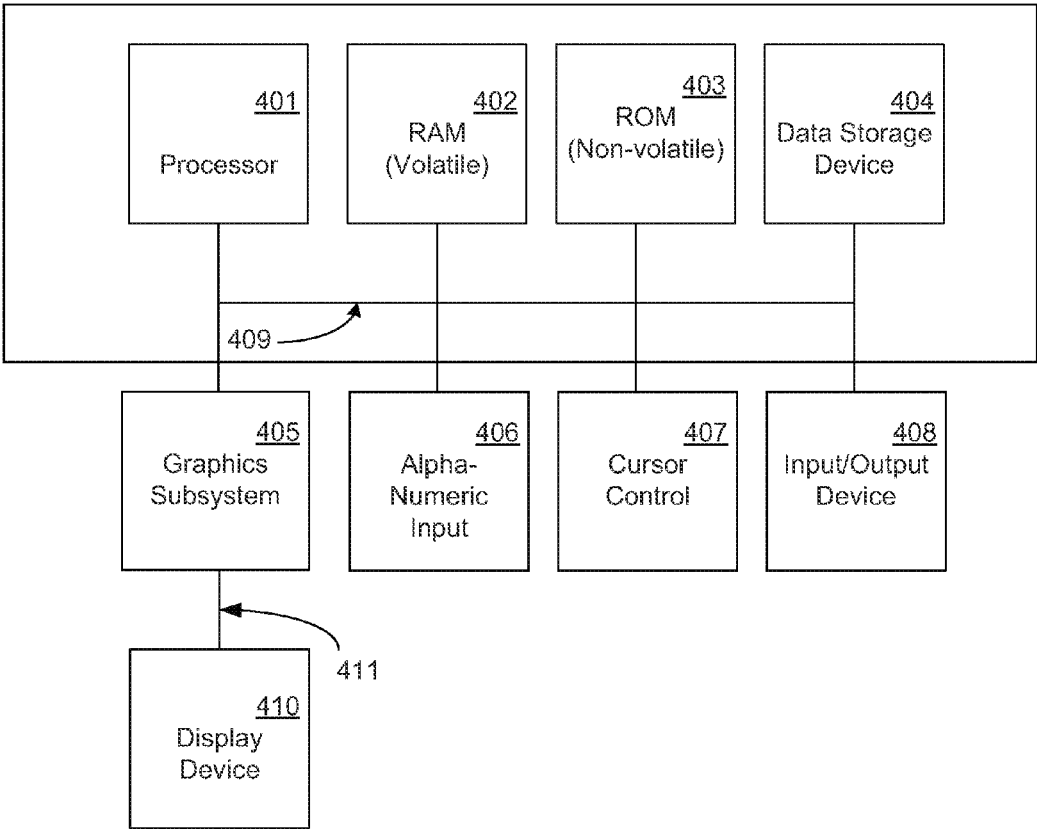 401
Processor
402
RAM
(Volatile)
403
ROM
(Non-volatile)
404
Data Storage
Device
409
405
Graphics
Subsystem
406
Alpha-
Numeric
Input
407
Cursor
Control
408
Input/Output
Device
411
410
Display
Device